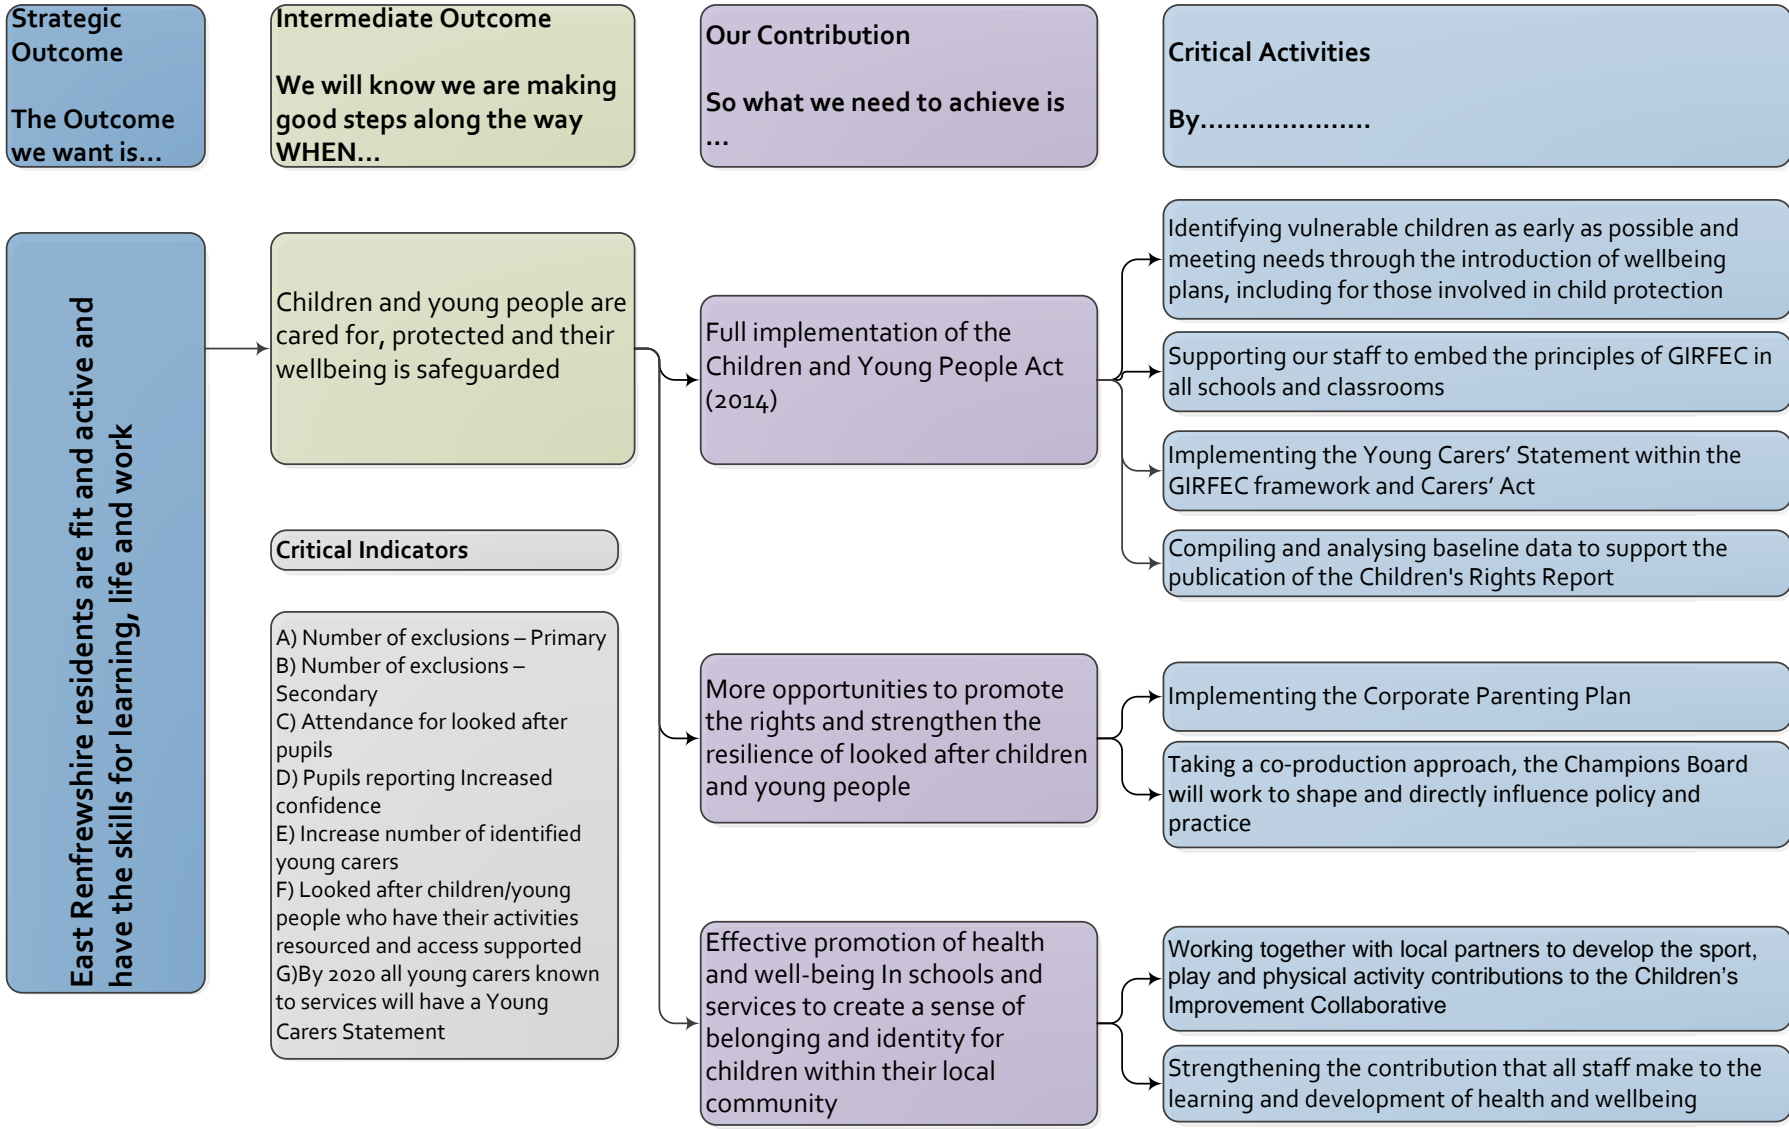 Strategic
Outcome
The Outcome
we want is...
Intermediate Outcome
We will know we are making
good steps along the way
WHEN...
Our Contribution
So what we need to achieve is
...
Critical Activities
By.....................
East Renfrewshire residents are fit and active and
have the skills for learning, life and work
Children and young people are
cared for, protected and their
wellbeing is safeguarded
Critical Indicators
A) Number of exclusions – Primary
B) Number of exclusions –
Secondary
C) Attendance for looked after
pupils
D) Pupils reporting Increased
confidence
E) Increase number of identified
young carers
F) Looked after children/young
people who have their activities
resourced and access supported
G)By 2020 all young carers known
to services will have a Young
Carers Statement
Full implementation of the
Children and Young People Act
(2014)
Identifying vulnerable children as early as possible and
meeting needs through the introduction of wellbeing
plans, including for those involved in child protection
Supporting our staff to embed the principles of GIRFEC in
all schools and classrooms
Implementing the Young Carers’ Statement within the
GIRFEC framework and Carers’ Act
Compiling and analysing baseline data to support the
publication of the Children's Rights Report
More opportunities to promote
the rights and strengthen the
resilience of looked after children
and young people
Implementing the Corporate Parenting Plan
Taking a co-production approach, the Champions Board
will work to shape and directly influence policy and
practice
Effective promotion of health
and well-being In schools and
services to create a sense of
belonging and identity for
children within their local
community
Working together with local partners to develop the sport,
play and physical activity contributions to the Children’s
Improvement Collaborative
Strengthening the contribution that all staff make to the
learning and development of health and wellbeing